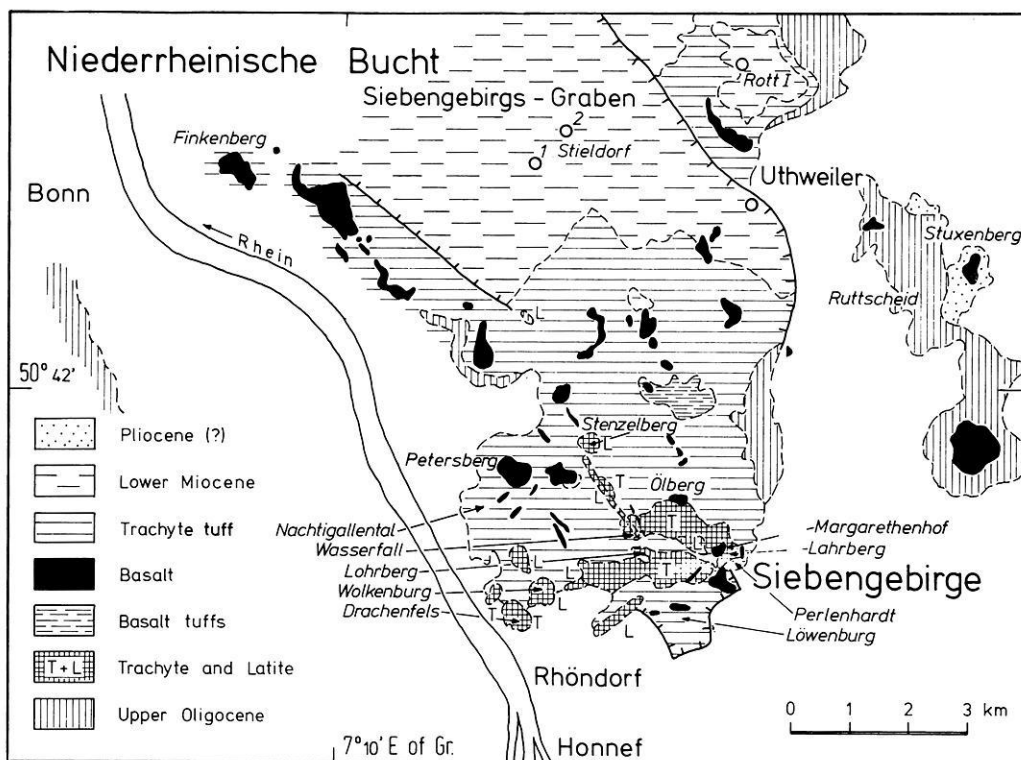 Niederrheinische Bucht
Siebengebirgs - Graben
Rott I
2
1 Stieldorf
Finkenberg
Bonn
Uthweiler
Rhein
Stuxenberg
Ruttscheid
L
50° 42'
Pliocene (?)
Lower Miocene
Trachyte tuff
Basalt
Basalt tuffs
T + L Trachyte and Latite
Upper Oligocene
Stenzelberg
L
Petersberg
T
L
Ölberg
Nachtigallental
Wasserfall
Lohrberg
Wolkenburg
Drachenfels
T
L
-Margarethenhof
-Lahrberg
L
L
T
Siebengebirge
L
T
T
L
Perlenhardt
Löwenburg
Rhöndorf
Honnef
7° 10' E of Gr.
0 1 2 3 km